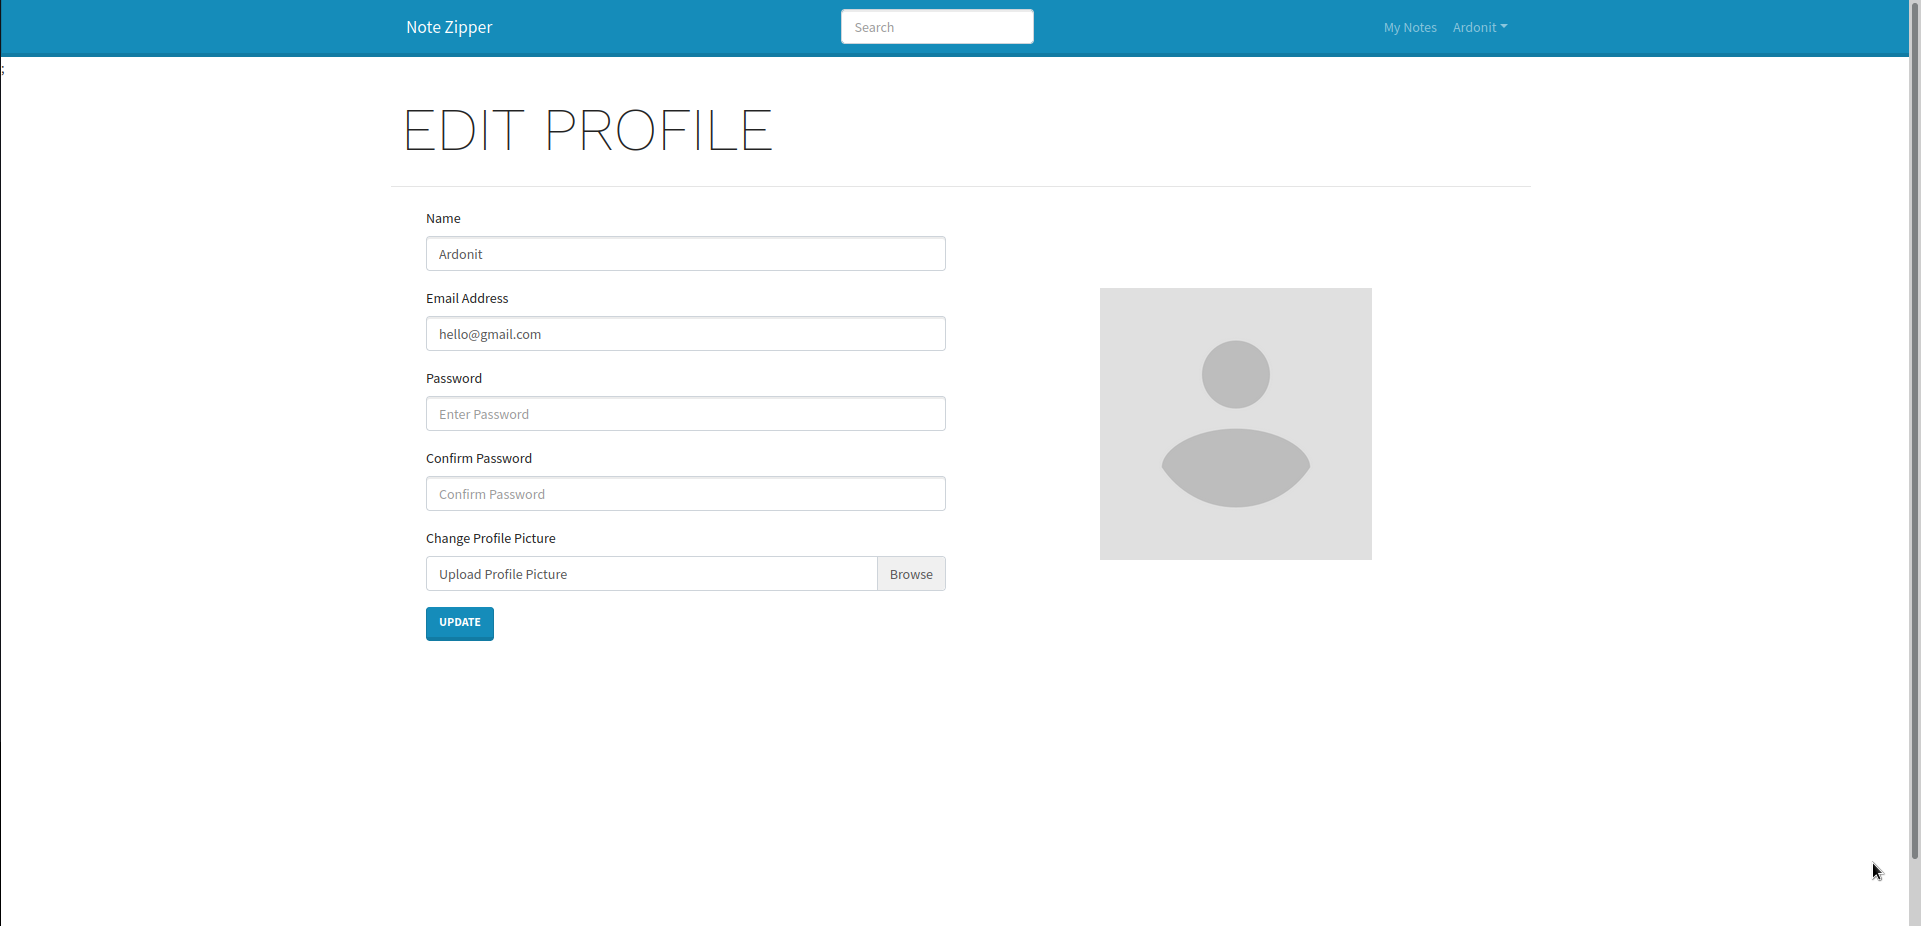 Note Zipper
Search
My Notes Ardonit
;
EDIT PROFILE
Name
Ardonit
Email Address
hello@gmail.com
Password
Enter Password
Confirm Password
Confirm Password
Change Profile Picture
Upload Profile Picture Browse
UPDATE